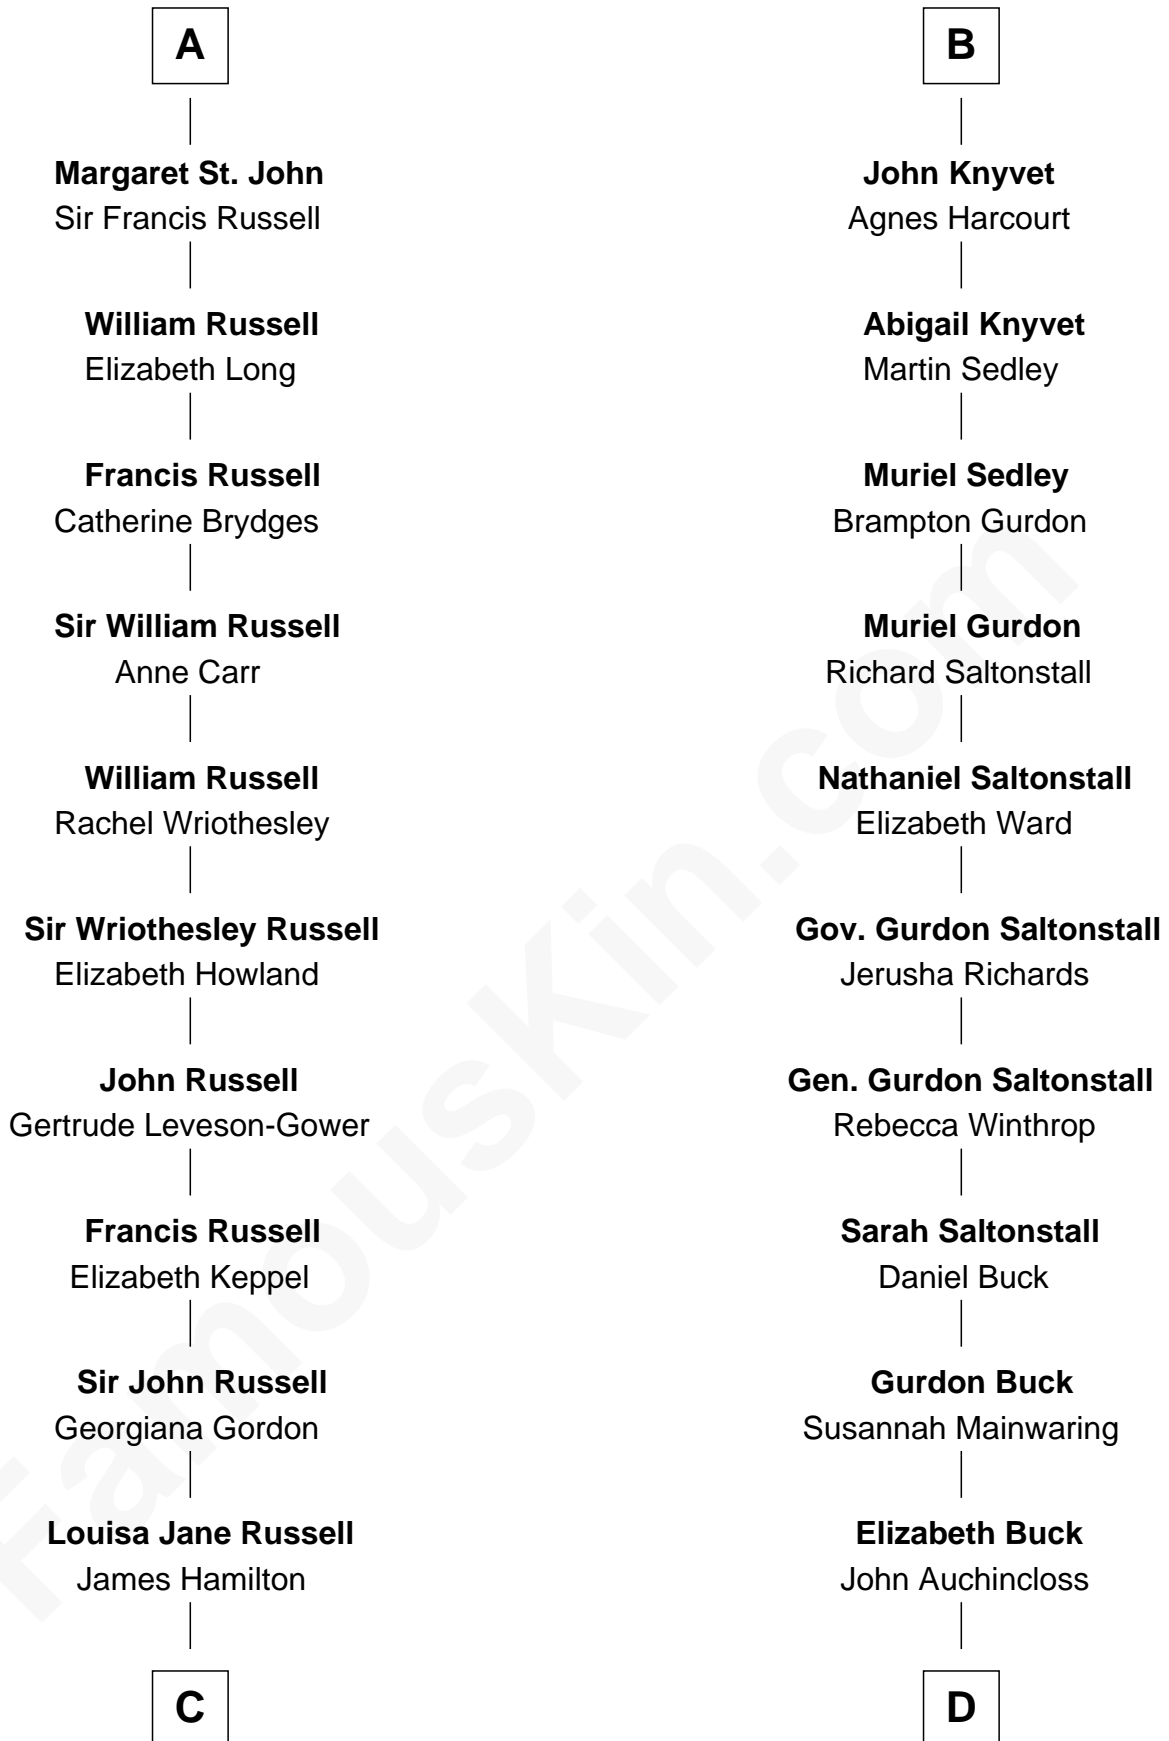 A
Margaret St. John
Sir Francis Russell
William Russell
Elizabeth Long
Francis Russell
Catherine Brydges
Sir William Russell
Anne Carr
William Russell
Rachel Wriothesley
Sir Wriothesley Russell
Elizabeth Howland
John Russell
Gertrude Leveson-Gower
Francis Russell
Elizabeth Keppel
Sir John Russell
Georgiana Gordon
Louisa Jane Russell
James Hamilton
C
B
John Knyvet
Agnes Harcourt
Abigail Knyvet
Martin Sedley
Muriel Sedley
Brampton Gurdon
Muriel Gurdon
Richard Saltonstall
Nathaniel Saltonstall
Elizabeth Ward
Gov. Gurdon Saltonstall
Jerusha Richards
Gen. Gurdon Saltonstall
Rebecca Winthrop
Sarah Saltonstall
Daniel Buck
Gurdon Buck
Susannah Mainwaring
Elizabeth Buck
John Auchincloss
D
FamousKin.com